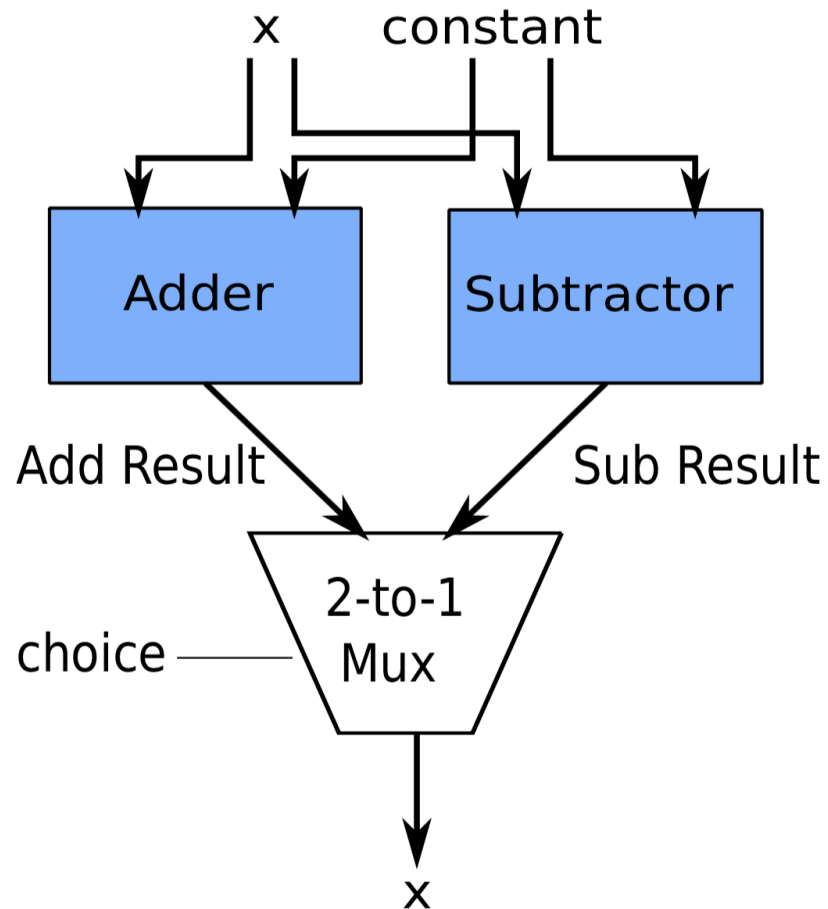 x constant
Adder
Subtractor
Add Result
Sub Result
2-to-1
Mux
choice
x